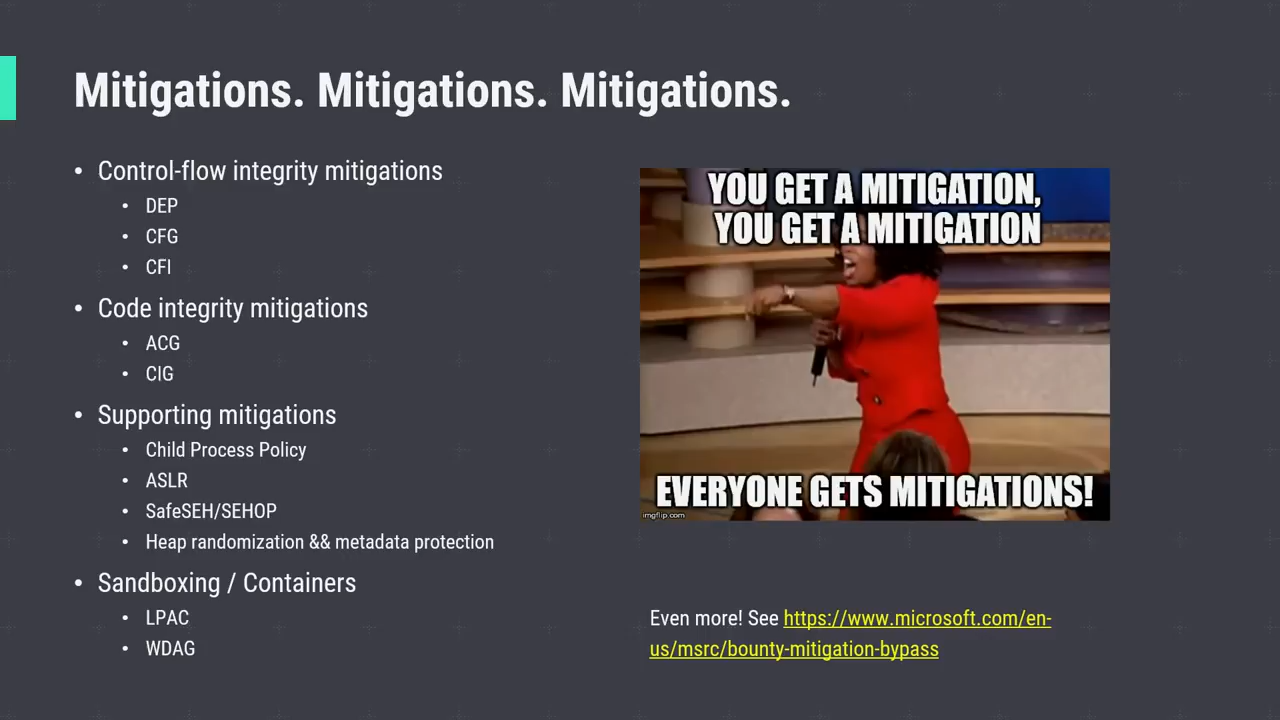 Mitigations. Mitigations. Mitigations.
• Control-flow integrity mitigations
• DEP
• CFG
• CFI
• Code integrity mitigations
• ACG
• CIG
• Supporting mitigations
• Child Process Policy
• ASLR
• SafeSEH/SEHOP
• Heap randomization && metadata protection
• Sandboxing / Containers
• LPAC
• WDAG
YOU GET A MITIGATION,
YOU GET A MITIGATION
EVERYONE GETS MITIGATIONS!
imgflip.com
Even more! See https://www.microsoft.com/en-
us/msrc/bounty-mitigation-bypass